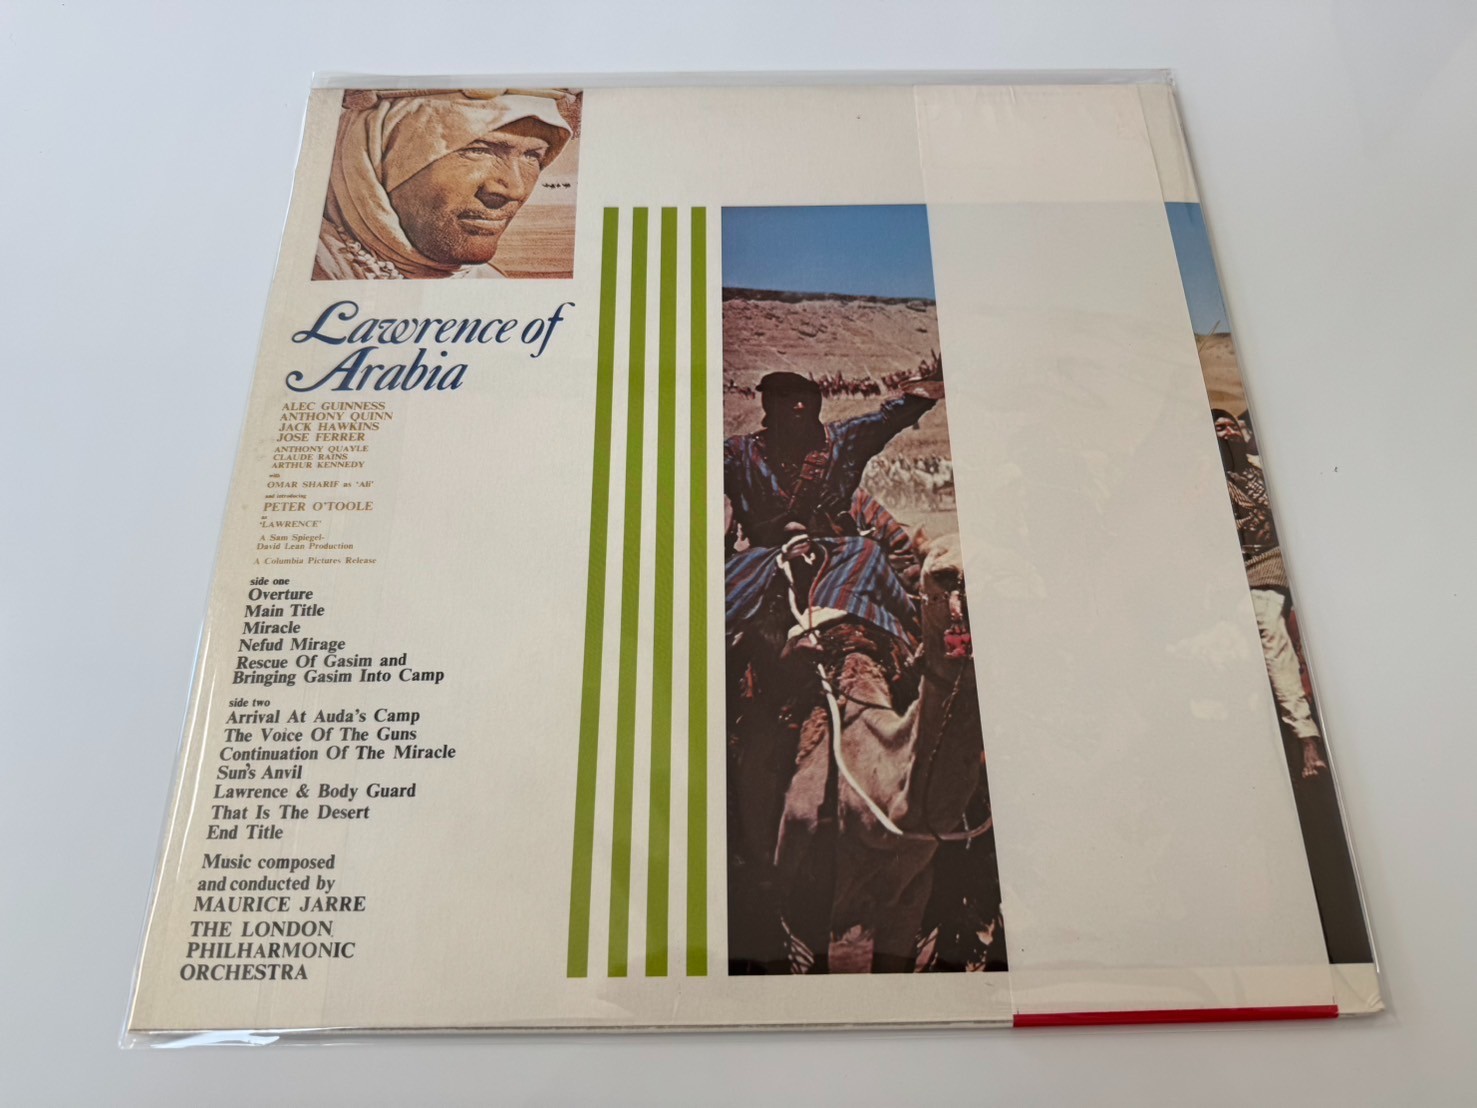 Lawrence of
Arabia
ALEC GUINNESS
ANTHONY QUINN
JACK HAWKINS
JOSE FERRER
ANTHONY QUAYLE
CLAUDE RAINS
ARTHUR KENNEDY
with
OMAR SHARIF as 'Ali'
and introducing
PETER O'TOOLE
as
'LAWRENCE'
A Sam Spiegel-
David Lean Production
A Columbia Pictures Release
side one
Overture
Main Title
Miracle
Nefud Mirage
Rescue Of Gasim and
Bringing Gasim Into Camp
side two
Arrival At Auda's Camp
The Voice Of The Guns
Continuation Of The Miracle
Sun's Anvil
Lawrence & Body Guard
That Is The Desert
End Title
Music composed
and conducted by
MAURICE JARRE
THE LONDON
PHILHARMONIC
ORCHESTRA